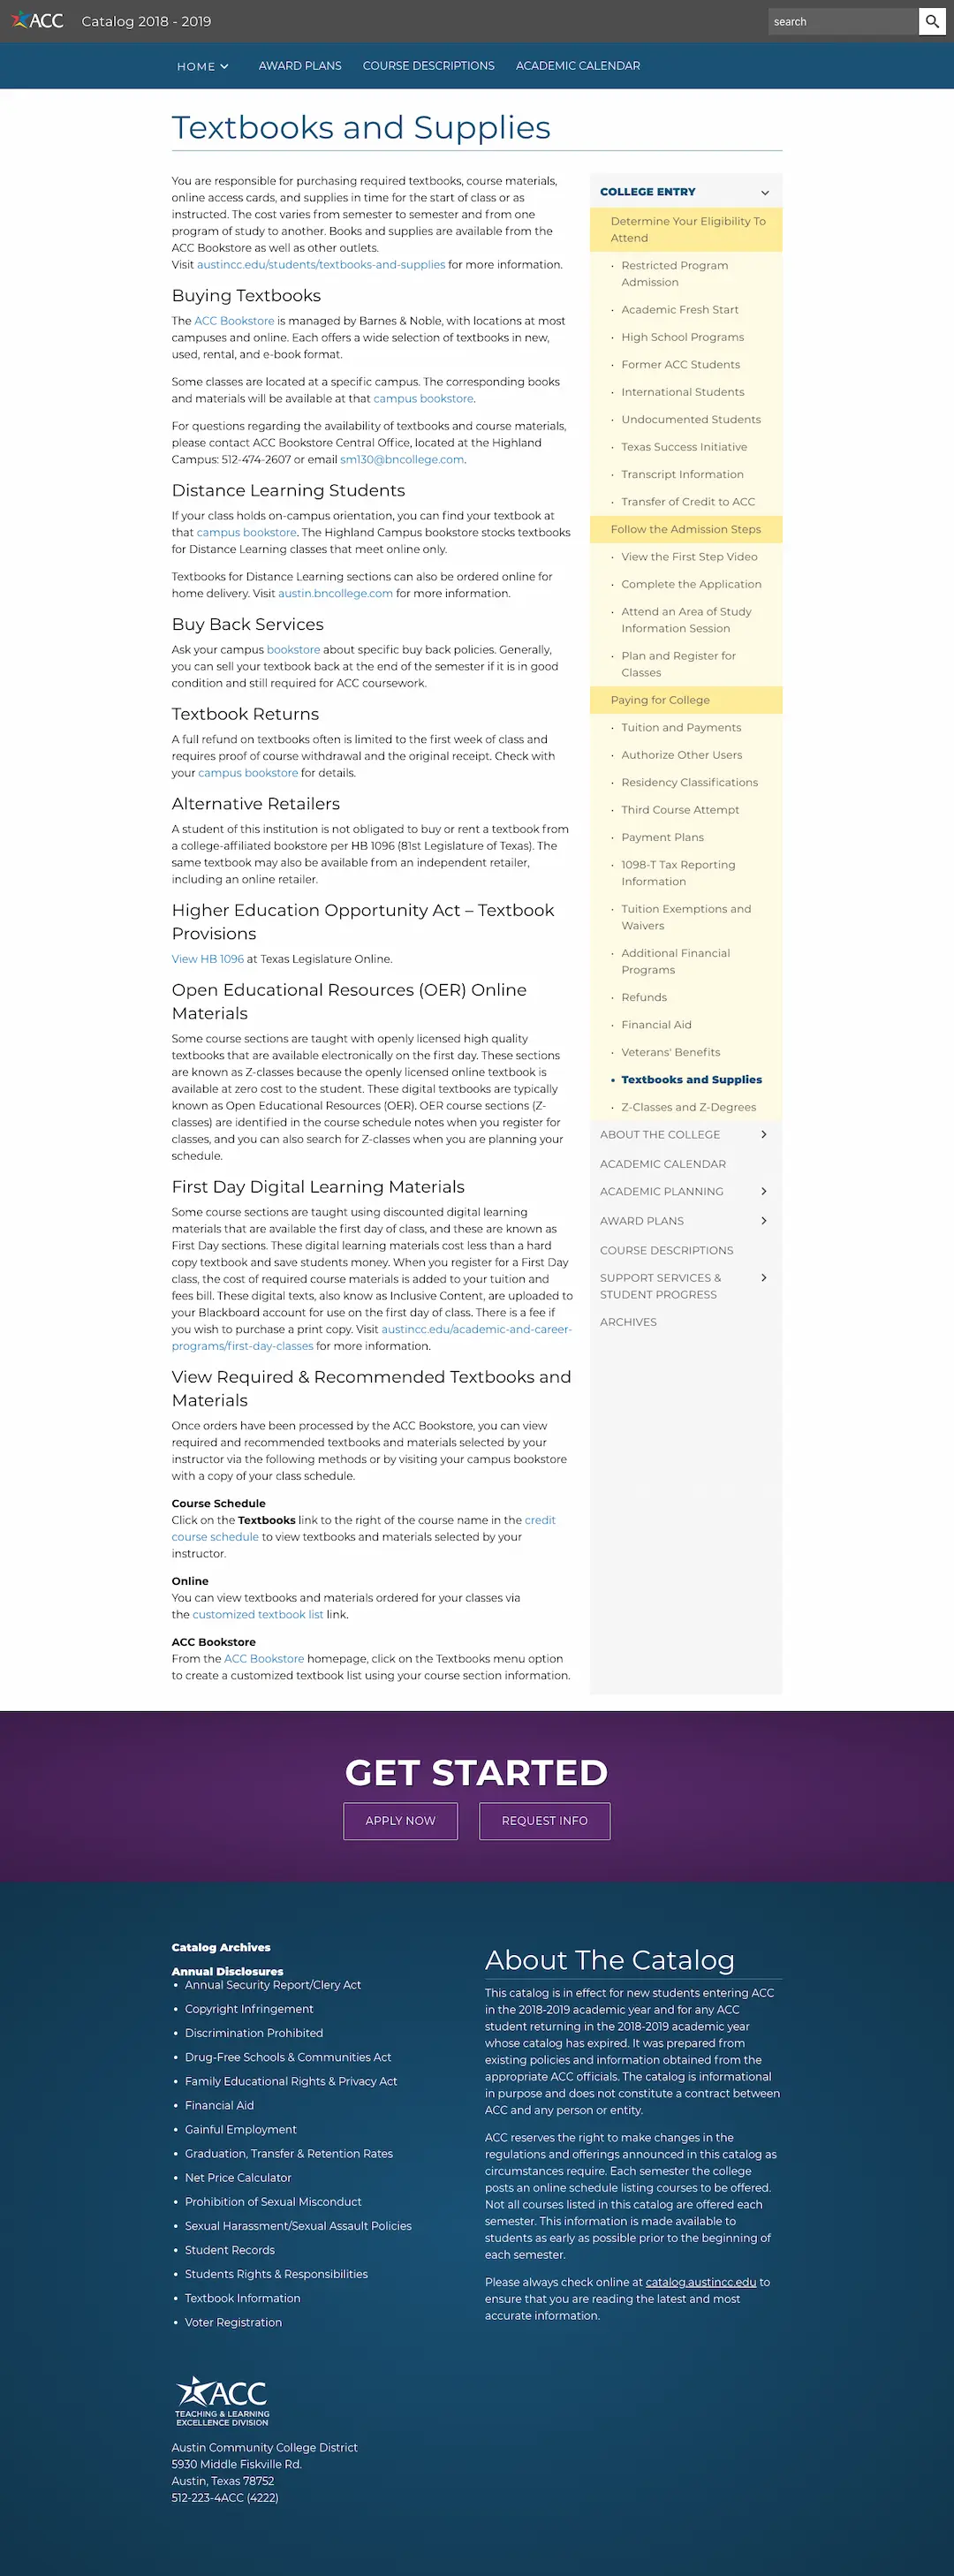 ACC
Catalog 2018 - 2019
search
HOME
AWARD PLANS
COURSE DESCRIPTIONS
ACADEMIC CALENDAR
Textbooks and Supplies
You are responsible for purchasing required textbooks, course materials,
online access cards, and supplies in time for the start of class or as
instructed. The cost varies from semester to semester and from one
program of study to another. Books and supplies are available from the
ACC Bookstore as well as other outlets.
Visit austincc.edu/students/textbooks-and-supplies for more information.
Buying Textbooks
The ACC Bookstore is managed by Barnes & Noble, with locations at most
campuses and online. Each offers a wide selection of textbooks in new,
used, rental, and e-book format.
Some classes are located at a specific campus. The corresponding books
and materials will be available at that campus bookstore.
For questions regarding the availability of textbooks and course materials,
please contact ACC Bookstore Central Office, located at the Highland
Campus: 512-474-2607 or email sm130@bncollege.com.
Distance Learning Students
If your class holds on-campus orientation, you can find your textbook at
that campus bookstore. The Highland Campus bookstore stocks textbooks
for Distance Learning classes that meet online only.
Textbooks for Distance Learning sections can also be ordered online for
home delivery. Visit austin.bncollege.com for more information.
Buy Back Services
Ask your campus bookstore about specific buy back policies. Generally,
you can sell your textbook back at the end of the semester if it is in good
condition and still required for ACC coursework.
Textbook Returns
A full refund on textbooks often is limited to the first week of class and
requires proof of course withdrawal and the original receipt. Check with
your campus bookstore for details.
Alternative Retailers
A student of this institution is not obligated to buy or rent a textbook from
a college-affiliated bookstore per HB 1096 (81st Legislature of Texas). The
same textbook may also be available from an independent retailer,
including an online retailer.
Higher Education Opportunity Act – Textbook
Provisions
View HB 1096 at Texas Legislature Online.
Open Educational Resources (OER) Online
Materials
Some course sections are taught with openly licensed high quality
textbooks that are available electronically on the first day. These sections
are known as Z-classes because the openly licensed online textbook is
available at zero cost to the student. These digital textbooks are typically
known as Open Educational Resources (OER). OER course sections (Z-
classes) are identified in the course schedule notes when you register for
classes, and you can also search for Z-classes when you are planning your
schedule.
First Day Digital Learning Materials
Some course sections are taught using discounted digital learning
materials that are available the first day of class, and these are known as
First Day sections. These digital learning materials cost less than a hard
copy textbook and save students money. When you register for a First Day
class, the cost of required course materials is added to your tuition and
fees bill. These digital texts, also know as Inclusive Content, are uploaded to
your Blackboard account for use on the first day of class. There is a fee if
you wish to purchase a print copy. Visit austincc.edu/academic-and-career-
programs/first-day-classes for more information.
View Required & Recommended Textbooks and
Materials
Once orders have been processed by the ACC Bookstore, you can view
required and recommended textbooks and materials selected by your
instructor via the following methods or by visiting your campus bookstore
with a copy of your class schedule.
Course Schedule
Click on the Textbooks link to the right of the course name in the credit
course schedule to view textbooks and materials selected by your
instructor.
Online
You can view textbooks and materials ordered for your classes via
the customized textbook list link.
ACC Bookstore
From the ACC Bookstore homepage, click on the Textbooks menu option
to create a customized textbook list using your course section information.
COLLEGE ENTRY
Determine Your Eligibility To
Attend
• Restricted Program
Admission
• Academic Fresh Start
• High School Programs
• Former ACC Students
• International Students
• Undocumented Students
• Texas Success Initiative
• Transcript Information
• Transfer of Credit to ACC
Follow the Admission Steps
• View the First Step Video
• Complete the Application
• Attend an Area of Study
Information Session
• Plan and Register for
Classes
Paying for College
• Tuition and Payments
• Authorize Other Users
• Residency Classifications
• Third Course Attempt
• Payment Plans
• 1098-T Tax Reporting
Information
• Tuition Exemptions and
Waivers
• Additional Financial
Programs
• Refunds
• Financial Aid
• Veterans' Benefits
• Textbooks and Supplies
• Z-Classes and Z-Degrees
ABOUT THE COLLEGE
ACADEMIC CALENDAR
ACADEMIC PLANNING
AWARD PLANS
COURSE DESCRIPTIONS
SUPPORT SERVICES &
STUDENT PROGRESS
ARCHIVES
GET STARTED
APPLY NOW
REQUEST INFO
Catalog Archives
Annual Disclosures
• Annual Security Report/Clery Act
• Copyright Infringement
• Discrimination Prohibited
• Drug-Free Schools & Communities Act
• Family Educational Rights & Privacy Act
• Financial Aid
• Gainful Employment
• Graduation, Transfer & Retention Rates
• Net Price Calculator
• Prohibition of Sexual Misconduct
• Sexual Harassment/Sexual Assault Policies
• Student Records
• Students Rights & Responsibilities
• Textbook Information
• Voter Registration
About The Catalog
This catalog is in effect for new students entering ACC
in the 2018-2019 academic year and for any ACC
student returning in the 2018-2019 academic year
whose catalog has expired. It was prepared from
existing policies and information obtained from the
appropriate ACC officials. The catalog is informational
in purpose and does not constitute a contract between
ACC and any person or entity.
ACC reserves the right to make changes in the
regulations and offerings announced in this catalog as
circumstances require. Each semester the college
posts an online schedule listing courses to be offered.
Not all courses listed in this catalog are offered each
semester. This information is made available to
students as early as possible prior to the beginning of
each semester.
Please always check online at catalog.austincc.edu to
ensure that you are reading the latest and most
accurate information.
ACC
TEACHING & LEARNING
EXCELLENCE DIVISION
Austin Community College District
5930 Middle Fiskville Rd.
Austin, Texas 78752
512-223-4ACC (4222)